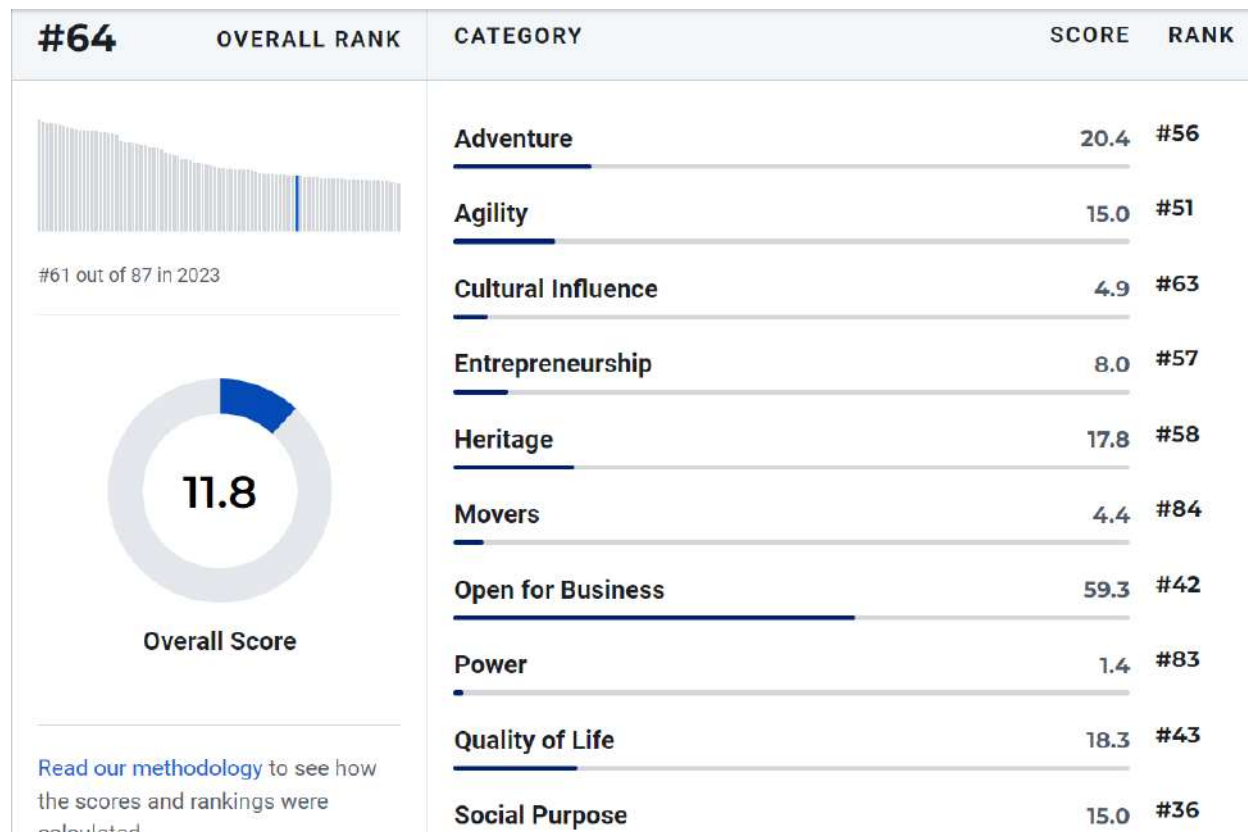 #64 OVERALL RANK
#61 out of 87 in 2023
11.8
Overall Score
Read our methodology to see how
the scores and rankings were
calculated
CATEGORY SCORE RANK
Adventure 20.4 #56
Agility 15.0 #51
Cultural Influence 4.9 #63
Entrepreneurship 8.0 #57
Heritage 17.8 #58
Movers 4.4 #84
Open for Business 59.3 #42
Power 1.4 #83
Quality of Life 18.3 #43
Social Purpose 15.0 #36